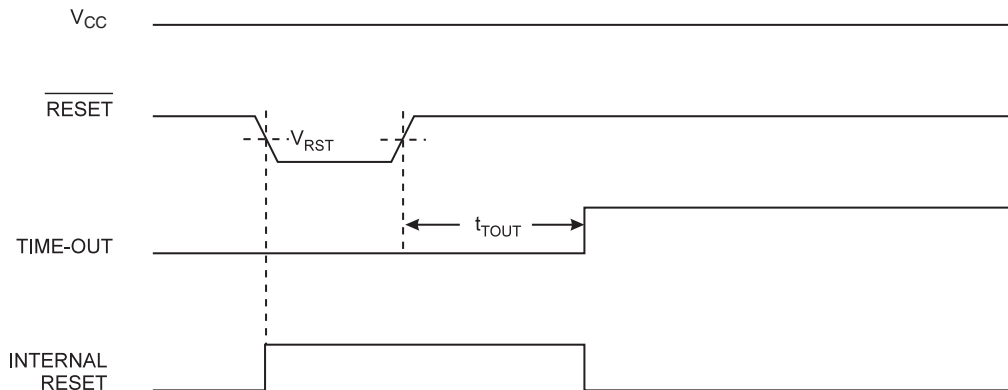 VCC
RESET
VRST
tTOUT
TIME-OUT
INTERNAL
RESET